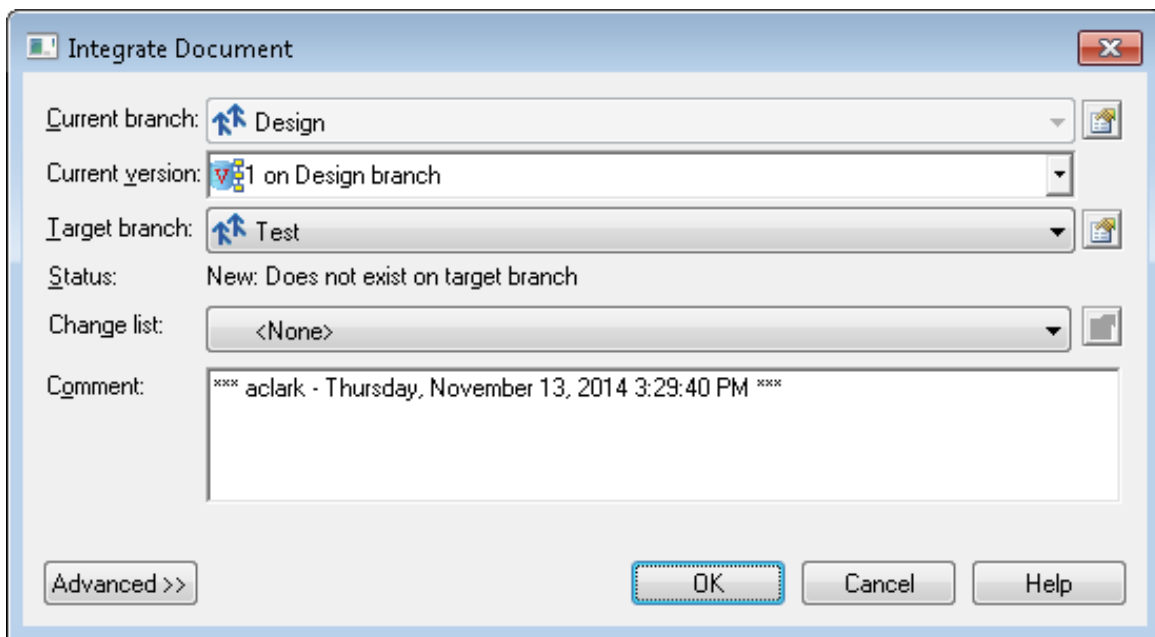 Integrate Document
Current branch: Design
Current version: 1 on Design branch
Target branch: Test
Status: New: Does not exist on target branch
Change list: <None>
Comment: *** aclark - Thursday, November 13, 2014 3:29:40 PM ***
Advanced >> OK Cancel Help